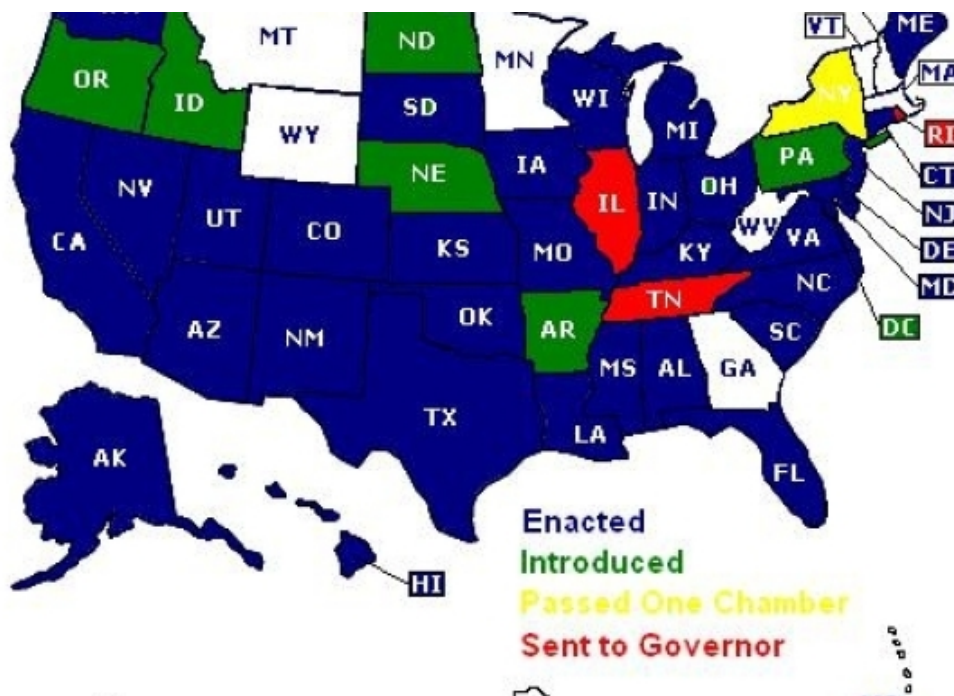 VT
ME
MT
ND
MN
OR
ID
SD
WI
MI
NY
MA
RI
WY
NE
IA
PA
CT
NV
UT
CO
IL
IN
OH
NJ
CA
KS
MO
KY
WV
VA
DE
MD
AZ
NM
OK
AR
TN
NC
DC
TX
MS
AL
GA
SC
LA
FL
AK
HI
Enacted
Introduced
Passed One Chamber
Sent to Governor